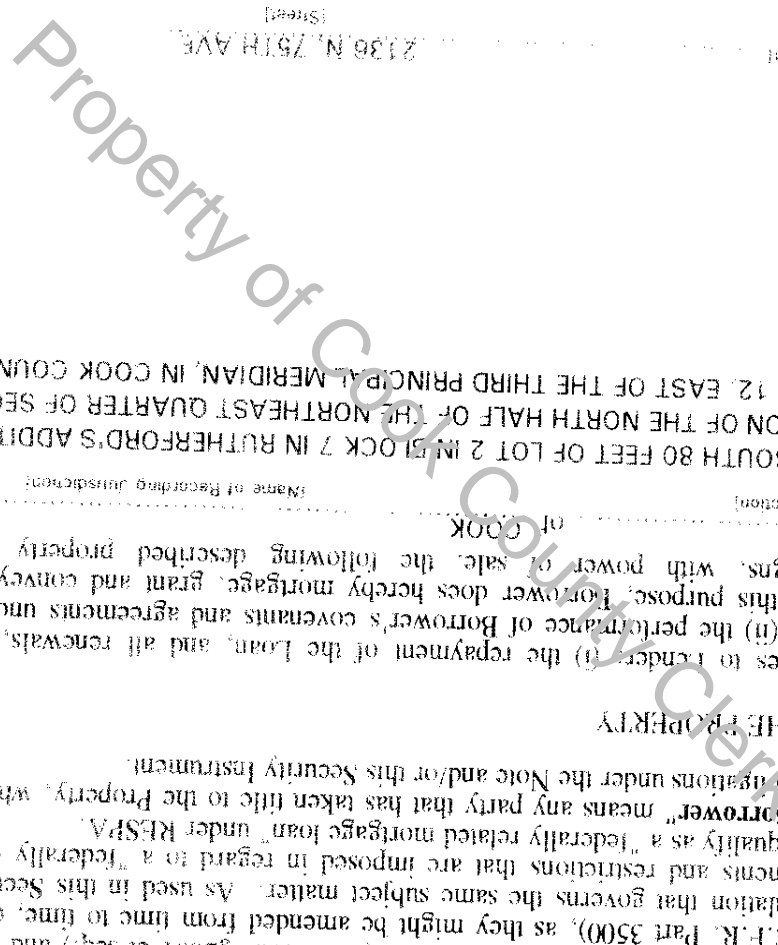 .F.R. Part 3500), as they might be amended from time to time,
lation that governs the same subject matter. As used in this Sec
ments and restrictions that are imposed in regard to a "federally
qualify as a "federally related mortgage loan" under RESPA.
orrower" means any party that has taken title to the Property, wh
ligations under the Note and/or this Security Instrument.
HE PROPERTY
es to Lender: (i) the repayment of the Loan, and all renewals,
(ii) the performance of Borrower's covenants and agreements und
this purpose, Borrower does hereby mortgage, grant and convey
gns, with power of sale, the following described property
of COOK
ction] [Name of Recording Jurisdiction]
SOUTH 80 FEET OF LOT 2 IN BLOCK 7 IN RUTHERFORD'S ADDIT
ON OF THE NORTH HALF OF THE NORTHEAST QUARTER OF SEC
12, EAST OF THE THIRD PRINCIPAL MERIDIAN, IN COOK COUN
2136 N. 75TH AVE.
[Street]
Property of Cook County Clerk